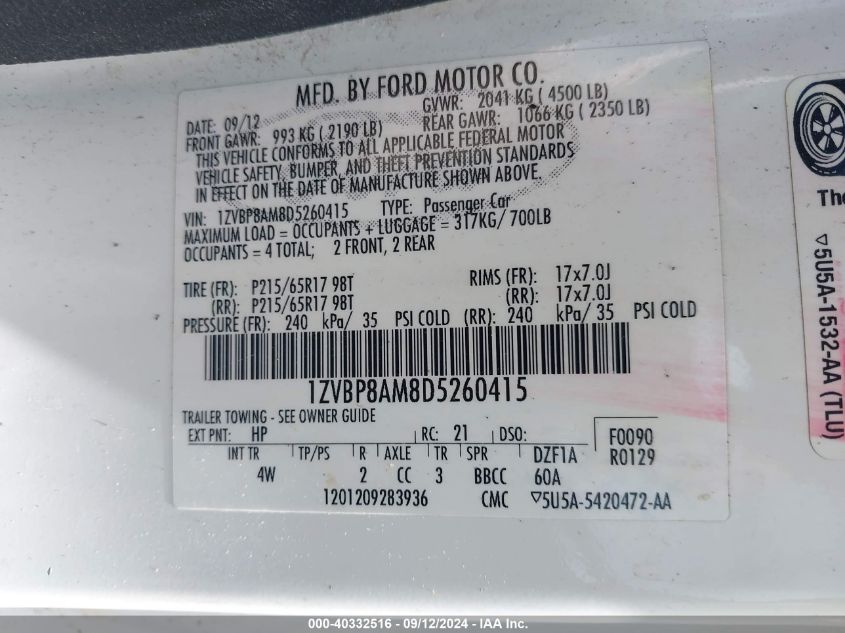 MFD. BY FORD MOTOR CO.
DATE: 09/12 GVWR: 2041 KG ( 4500 LB)
FRONT GAWR: 993 KG ( 2190 LB) REAR GAWR: 1066 KG ( 2350 LB)
THIS VEHICLE CONFORMS TO ALL APPLICABLE FEDERAL MOTOR
VEHICLE SAFETY, BUMPER, AND THEFT PREVENTION STANDARDS
IN EFFECT ON THE DATE OF MANUFACTURE SHOWN ABOVE.
VIN: 1ZVBP8AM8D5260415 TYPE: Passenger Car
MAXIMUM LOAD = OCCUPANTS + LUGGAGE = 317KG/ 700LB
OCCUPANTS = 4 TOTAL; 2 FRONT, 2 REAR
TIRE (FR): P215/65R17 98T RIMS (FR): 17x7.0J
(RR): P215/65R17 98T (RR): 17x7.0J
PRESSURE (FR): 240 kPa/ 35 PSI COLD (RR): 240 kPa/ 35 PSI COLD
1ZVBP8AM8D5260415
TRAILER TOWING - SEE OWNER GUIDE
EXT PNT: HP RC: 21 DSO: F0090
INT TR TP/PS R AXLE TR SPR DZF1A R0129
4W 2 CC 3 BBCC 60A
1201209283936 CMC ▽5U5A-5420472-AA
The
▽5U5A-1532-AA (TLU)
000-40332516 - 09/12/2024 - IAA Inc.